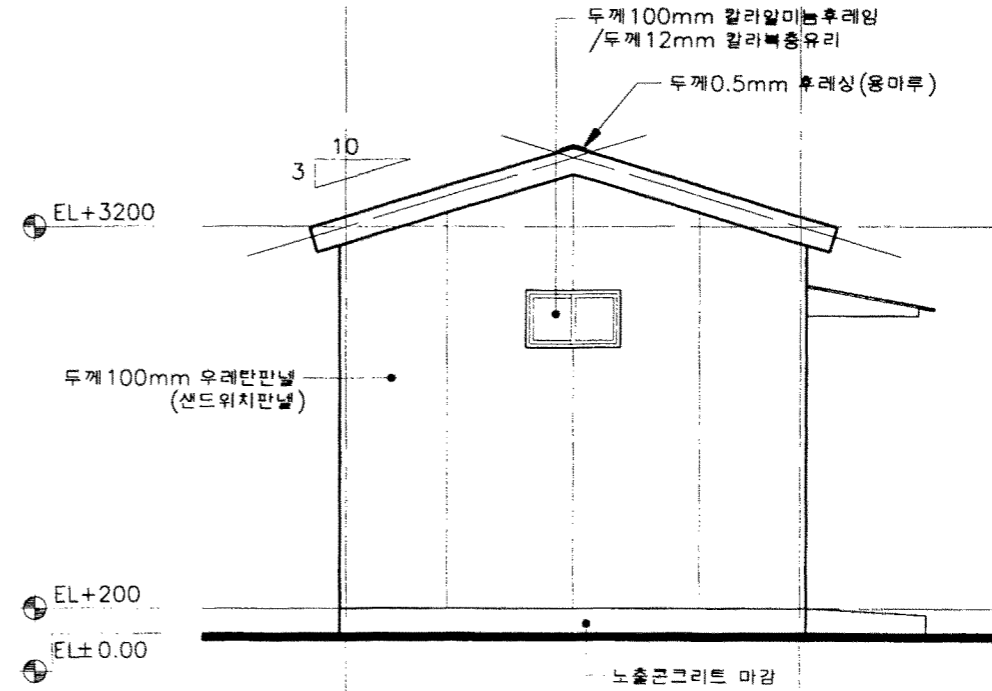 두께100mm 칼라알미늄후레임
/두께12mm 칼라복층유리
두께0.5mm 후레싱(용마루)
10
3
EL+3200
두께100mm 우레탄판넬
(샌드위치판넬)
EL+200
EL±0.00
노출콘크리트 마감